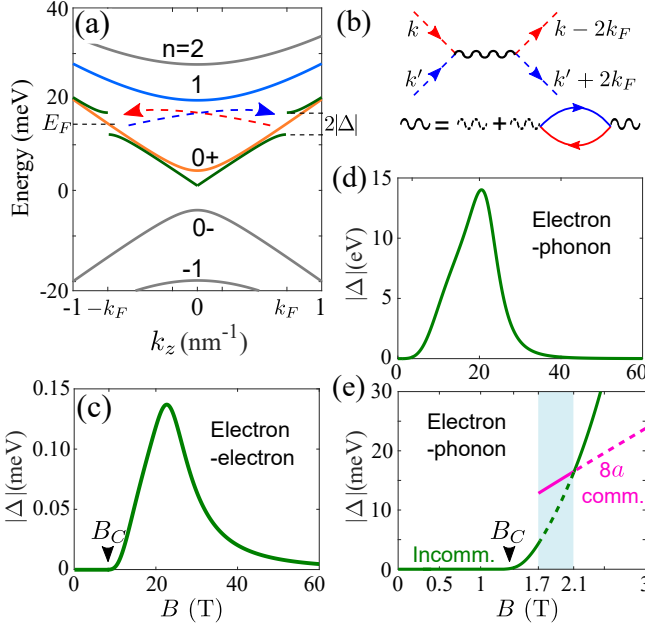 (a)
40
20
0
-20
Energy (meV)
n=2
1
E_F
2|Δ|
0+
0-
-1
-1
−k_F
0
k_F
1
k_z (nm⁻¹)
(b)
k
k − 2k_F
k′
k′ + 2k_F
= +
(d)
15
10
5
0
|Δ|(eV)
Electron
-phonon
0
20
40
60
(c)
0.15
0.1
0.05
0
|Δ|(meV)
Electron
-electron
B_C
0
20
40
60
B (T)
(e)
30
20
10
0
|Δ|(meV)
Electron
-phonon
8a
comm.
B_C
Incomm.
0
0.5
1
1.7
2.1
3
B (T)